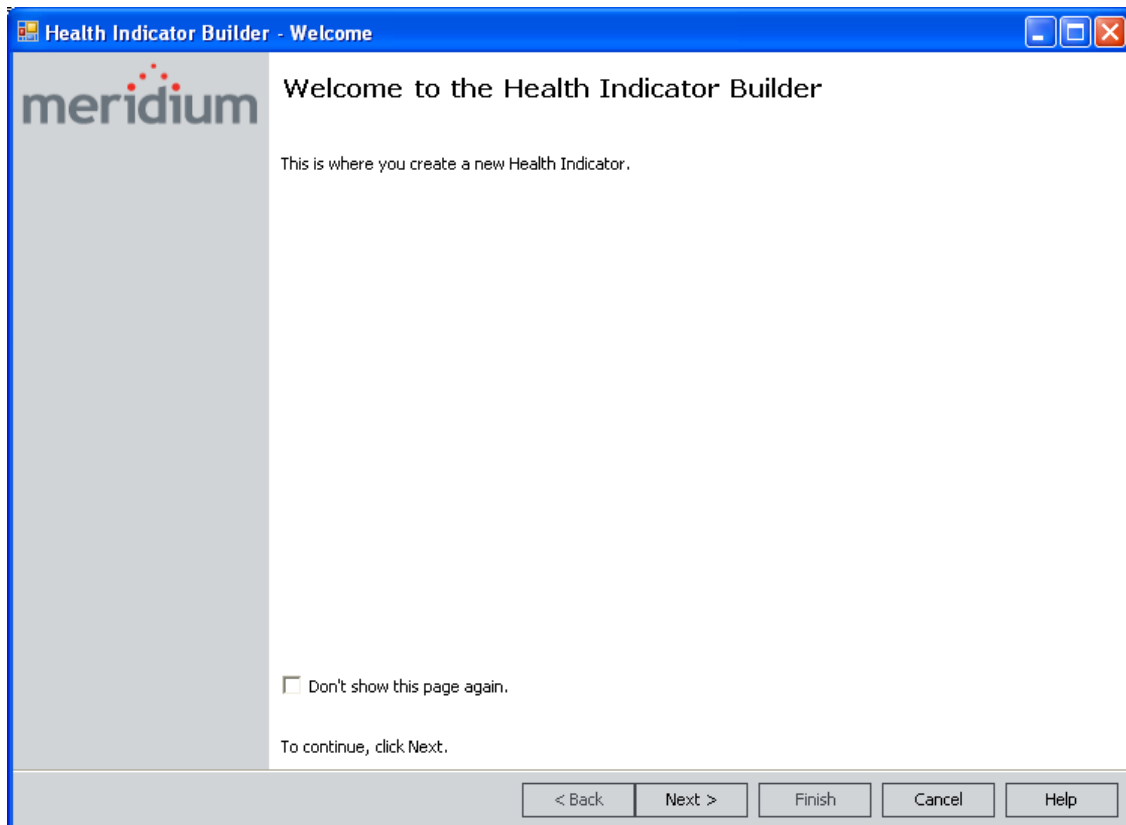 Health Indicator Builder - Welcome
meridium
Welcome to the Health Indicator Builder
This is where you create a new Health Indicator.
Don't show this page again.
To continue, click Next.
< Back Next > Finish Cancel Help